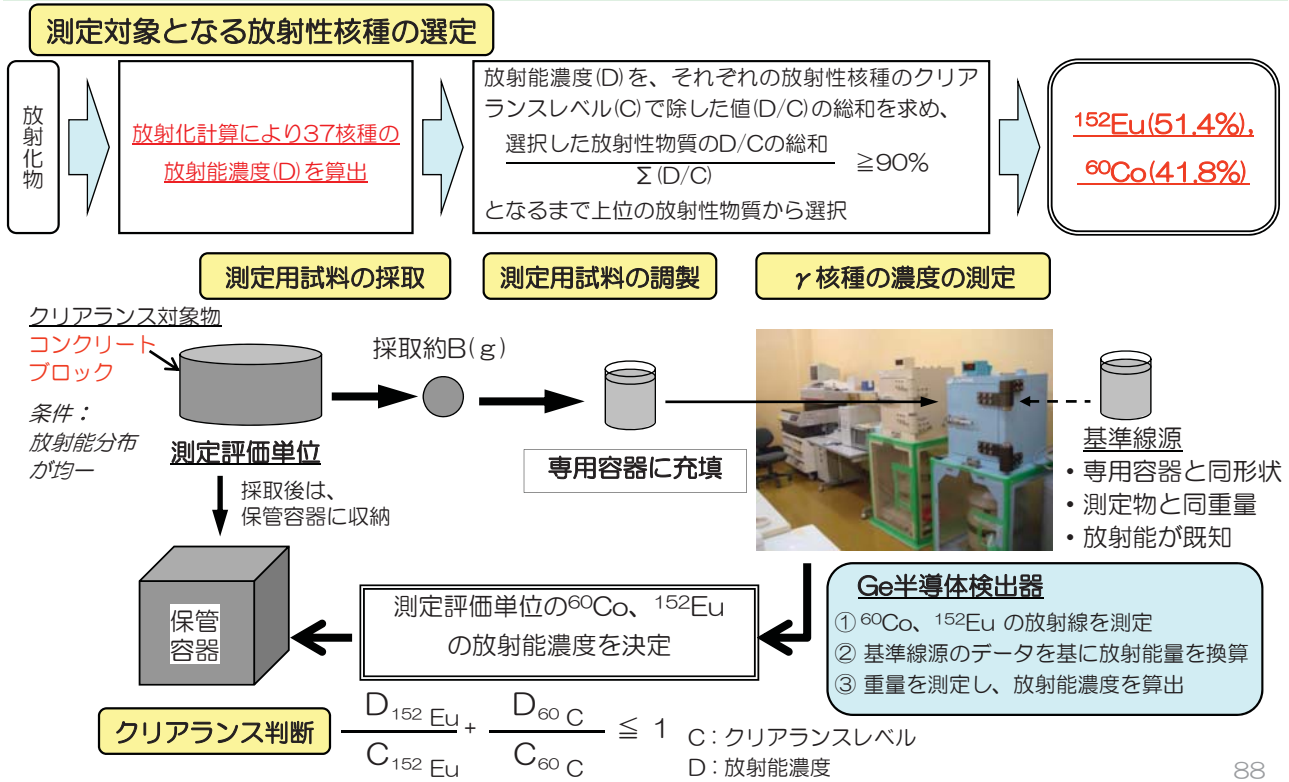 測定対象となる放射性核種の選定
放射化物
放射化計算により37核種の
放射能濃度(D)を算出
放射能濃度(D)を、それぞれの放射性核種のクリア
ランスレベル(C)で除した値(D/C)の総和を求め、
選択した放射性物質のD/Cの総和
Σ(D/C)
≧90%
となるまで上位の放射性物質から選択
152Eu(51.4%),
60Co(41.8%)
測定用試料の採取
測定用試料の調製
γ核種の濃度の測定
クリアランス対象物
コンクリート
ブロック
条件：
放射能分布
が均一
測定評価単位
採取約B(g)
専用容器に充填
基準線源
・専用容器と同形状
・測定物と同重量
・放射能が既知
採取後は、
保管容器に収納
保管
容器
測定評価単位の60Co、152Eu
の放射能濃度を決定
Ge半導体検出器
① 60Co、152Eu の放射線を測定
② 基準線源のデータを基に放射能量を換算
③ 重量を測定し、放射能濃度を算出
クリアランス判断
D152 Eu + D60 C ≦ 1
C152 Eu C60 C
C：クリアランスレベル
D：放射能濃度
88